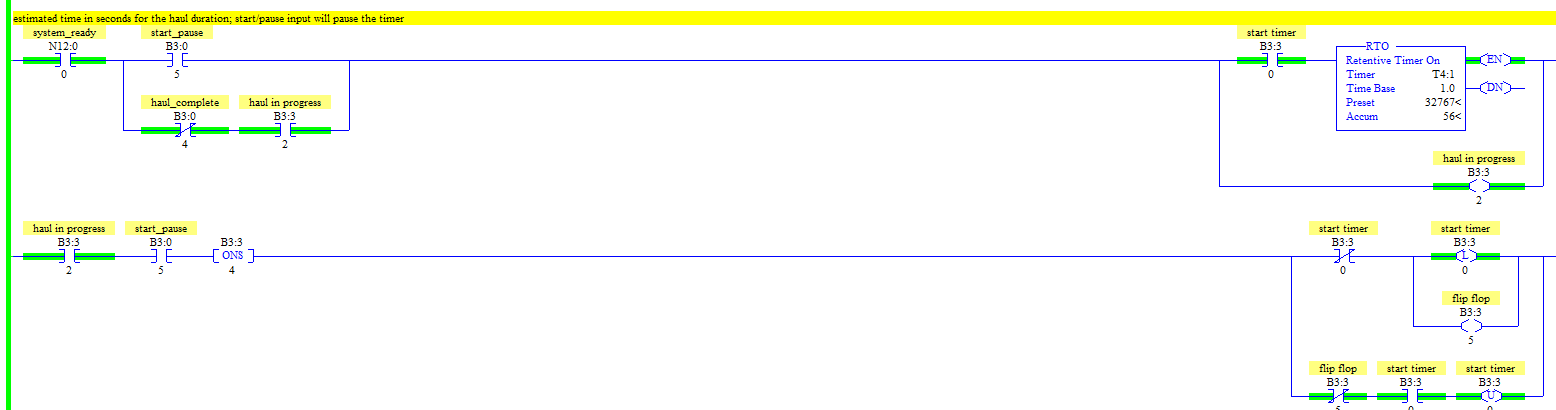 estimated time in seconds for the haul duration; start/pause input will pause the timer
system_ready
N12:0
0
start_pause
B3:0
5
haul_complete
B3:0
4
haul in progress
B3:3
2
start timer
B3:3
0
RTO
Retentive Timer On
Timer T4:1
Time Base 1.0
Preset 32767<
Accum 56<
EN
DN
haul in progress
B3:3
2
haul in progress
B3:3
2
start_pause
B3:0
5
B3:3
ONS
4
start timer
B3:3
0
start timer
B3:3
L
0
flip flop
B3:3
5
flip flop
B3:3
5
start timer
B3:3
0
start timer
B3:3
U
0